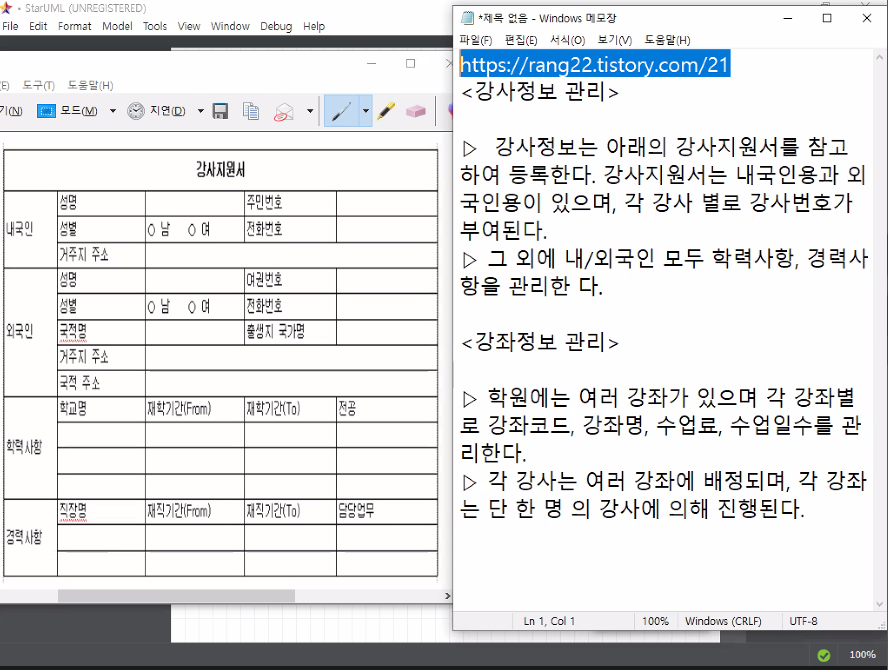 StarUML (UNREGISTERED)
File Edit Format Model Tools View Window Debug Help
도구(T) 도움말(H)
모드(M) 지연(D)
강사지원서
내국인 성명 주민번호
성별 O 남 O 여 전화번호
거주지 주소
외국인 성명 여권번호
성별 O 남 O 여 전화번호
국적명 출생지 국가명
거주지 주소
국적 주소
학력사항 학교명 재학기간(From) 재학기간(To) 전공
경력사항 직장명 재직기간(From) 재직기간(To) 담당업무
*제목 없음 - Windows 메모장
파일(F) 편집(E) 서식(O) 보기(V) 도움말(H)
https://rang22.tistory.com/21
<강사정보 관리>
▷ 강사정보는 아래의 강사지원서를 참고
하여 등록한다. 강사지원서는 내국인용과 외
국인용이 있으며, 각 강사 별로 강사번호가
부여된다.
▷ 그 외에 내/외국인 모두 학력사항, 경력사
항을 관리한 다.
<강좌정보 관리>
▷ 학원에는 여러 강좌가 있으며 각 강좌별
로 강좌코드, 강좌명, 수업료, 수업일수를 관
리한다.
▷ 각 강사는 여러 강좌에 배정되며, 각 강좌
는 단 한 명 의 강사에 의해 진행된다.
Ln 1, Col 1 100% Windows (CRLF) UTF-8
100%